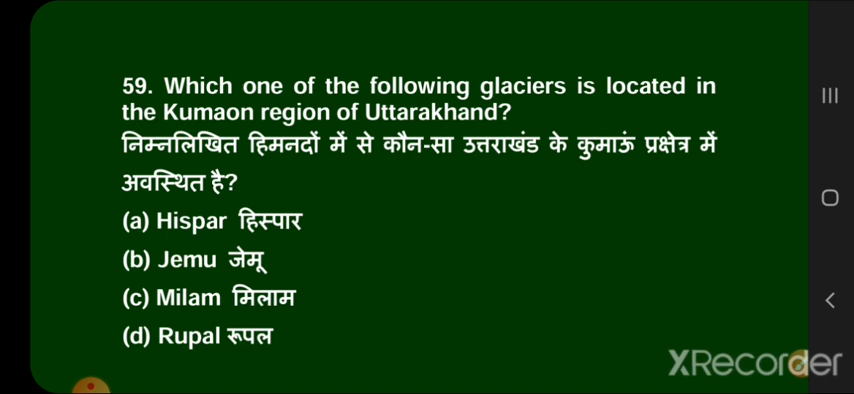 59. Which one of the following glaciers is located in
the Kumaon region of Uttarakhand?
निम्नलिखित हिमनदों में से कौन-सा उत्तराखंड के कुमाऊं प्रक्षेत्र में
अवस्थित है?
(a) Hispar हिस्पार
(b) Jemu जेमू
(c) Milam मिलाम
(d) Rupal रूपल
XRecorder